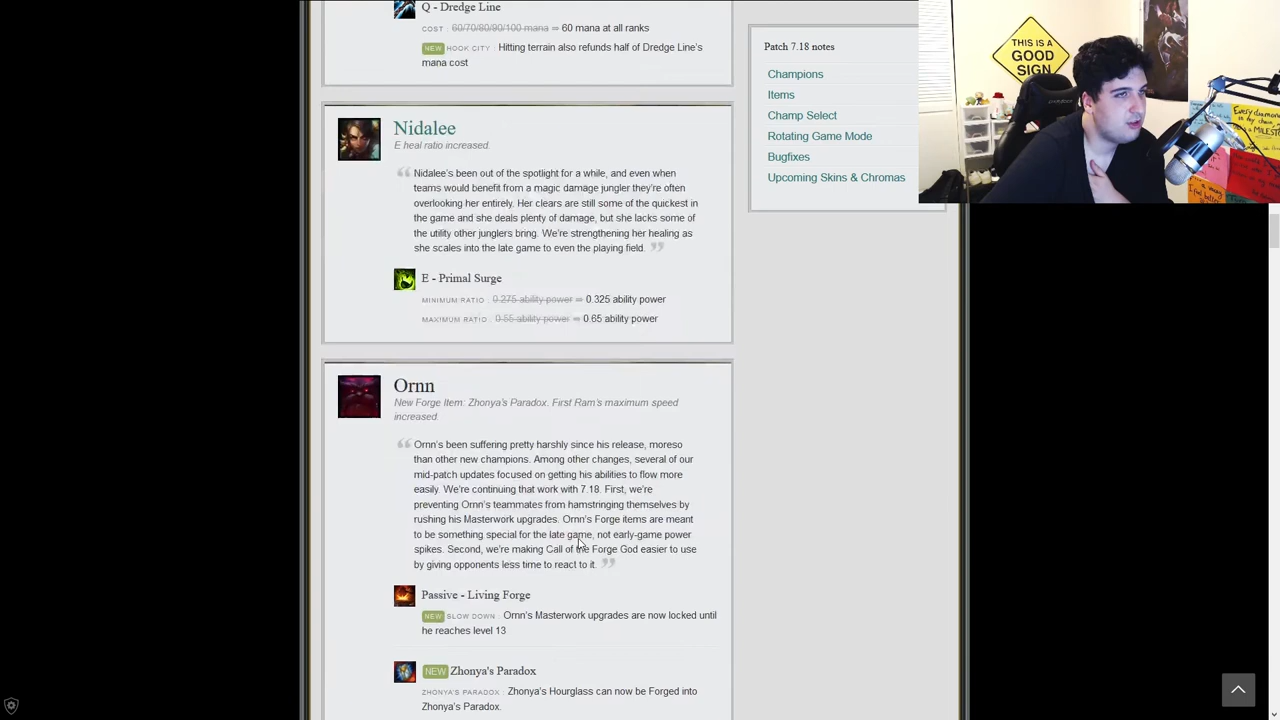 Q - Dredge Line
COST : 60/70/80/90/100 mana ⇒ 60 mana at all ranks
NEW HOOK CITY : Hitting terrain also refunds half of Dredge Line's
mana cost
Nidalee
E heal ratio increased.
Nidalee's been out of the spotlight for a while, and even when
teams would benefit from a magic damage jungler they're often
overlooking her entirely. Her clears are still some of the quickest in
the game and she deals plenty of damage, but she lacks some of
the utility other junglers bring. We're strengthening her healing as
she scales into the late game to even the playing field.
E - Primal Surge
MINIMUM RATIO : 0.275 ability power ⇒ 0.325 ability power
MAXIMUM RATIO : 0.55 ability power ⇒ 0.65 ability power
Ornn
New Forge Item: Zhonya's Paradox. First Ram's maximum speed
increased.
Ornn's been suffering pretty harshly since his release, moreso
than other new champions. Among other changes, several of our
mid-patch updates focused on getting his abilities to flow more
easily. We're continuing that work with 7.18. First, we're
preventing Ornn's teammates from hamstringing themselves by
rushing his Masterwork upgrades. Ornn's Forge items are meant
to be something special for the late game, not early-game power
spikes. Second, we're making Call of the Forge God easier to use
by giving opponents less time to react to it.
Passive - Living Forge
NEW SLOW DOWN : Ornn's Masterwork upgrades are now locked until
he reaches level 13
NEW Zhonya's Paradox
ZHONYA'S PARADOX : Zhonya's Hourglass can now be Forged into
Zhonya's Paradox.
Patch 7.18 notes
Champions
Items
Champ Select
Rotating Game Mode
Bugfixes
Upcoming Skins & Chromas
THIS IS A
GOOD
SIGN
Every diamond
in my chain,
a MILESTONE